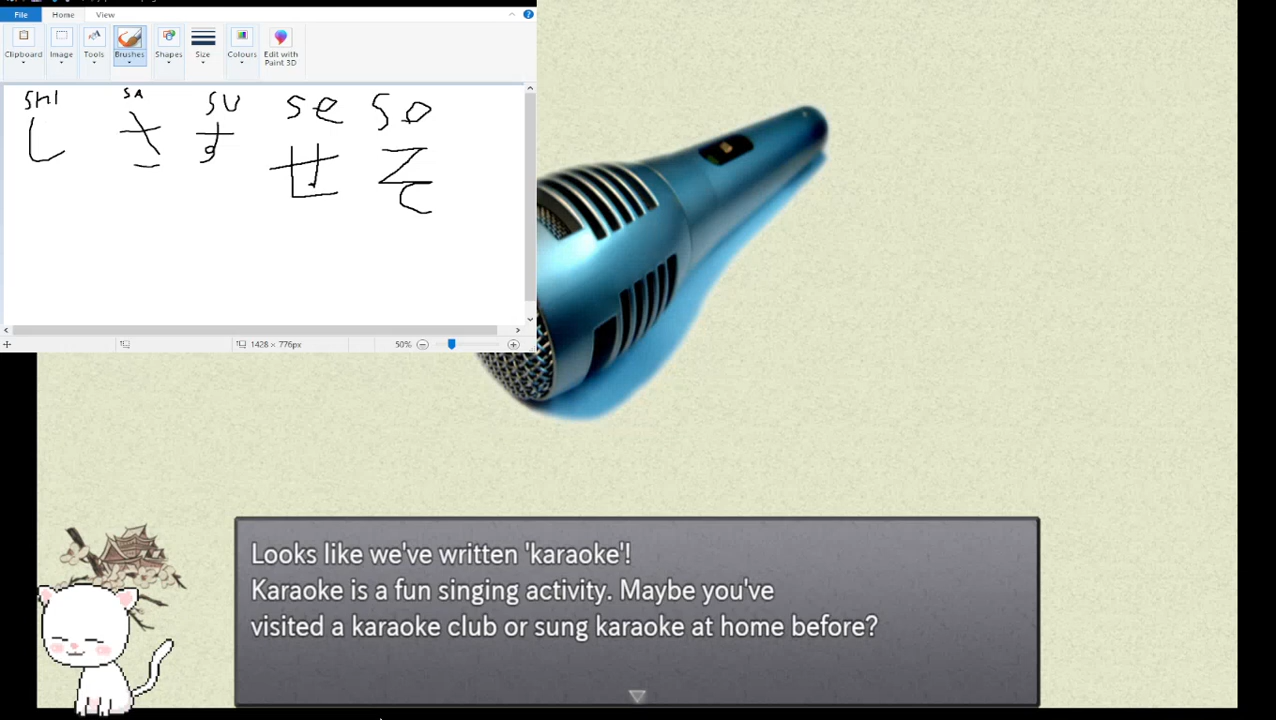 File Home View
Clipboard Image Tools Brushes Shapes Size Colours Edit with Paint 3D
SHI SA SU Se So
し さ す せ そ
1428 × 776px 50%
Looks like we've written 'karaoke'!
Karaoke is a fun singing activity. Maybe you've
visited a karaoke club or sung karaoke at home before?